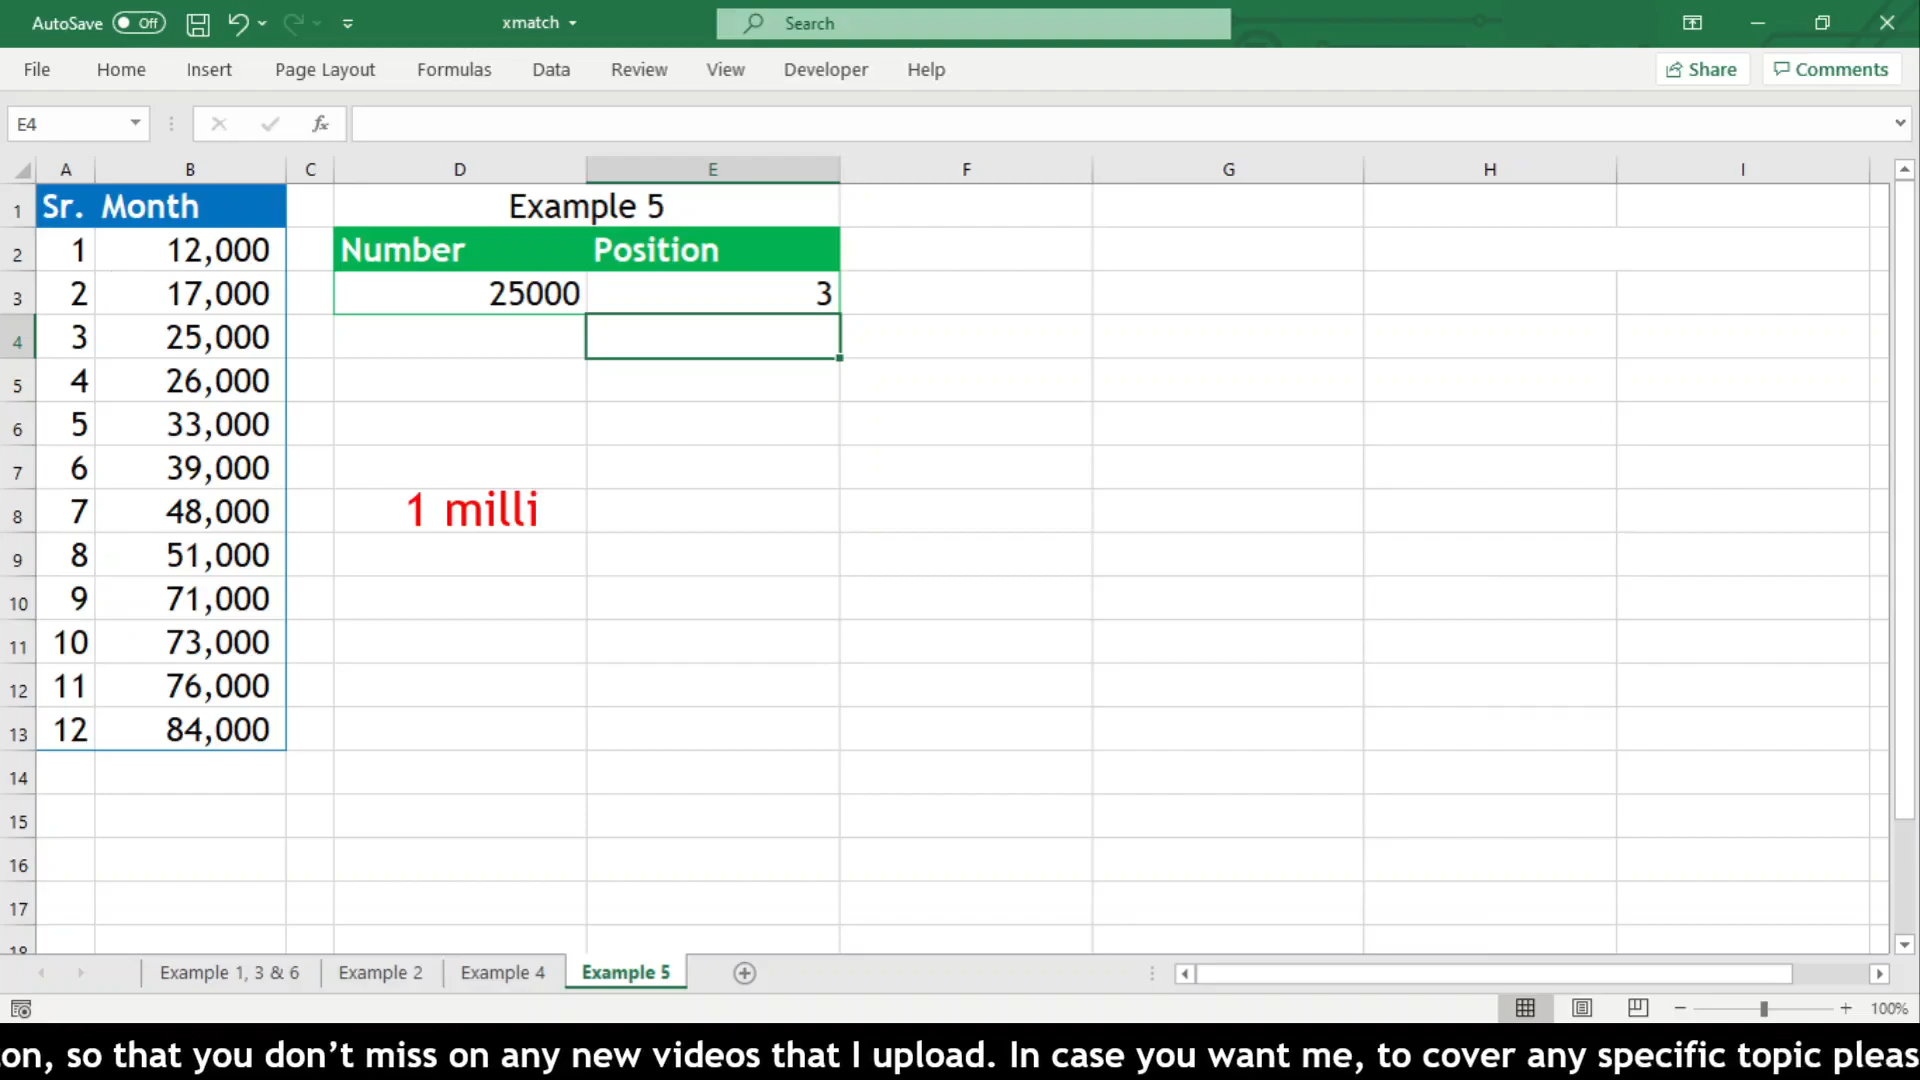 AutoSave Off xmatch Search
File Home Insert Page Layout Formulas Data Review View Developer Help Share Comments
E4 fx
A B C D E F G H I
1 Sr. Month Example 5
2 1 12,000 Number Position
3 2 17,000 25000 3
4 3 25,000
5 4 26,000
6 5 33,000
7 6 39,000
8 7 48,000 1 milli
9 8 51,000
10 9 71,000
11 10 73,000
12 11 76,000
13 12 84,000
14
15
16
17
18
Example 1, 3 & 6 Example 2 Example 4 Example 5
100%
on, so that you don’t miss on any new videos that I upload. In case you want me, to cover any specific topic pleas